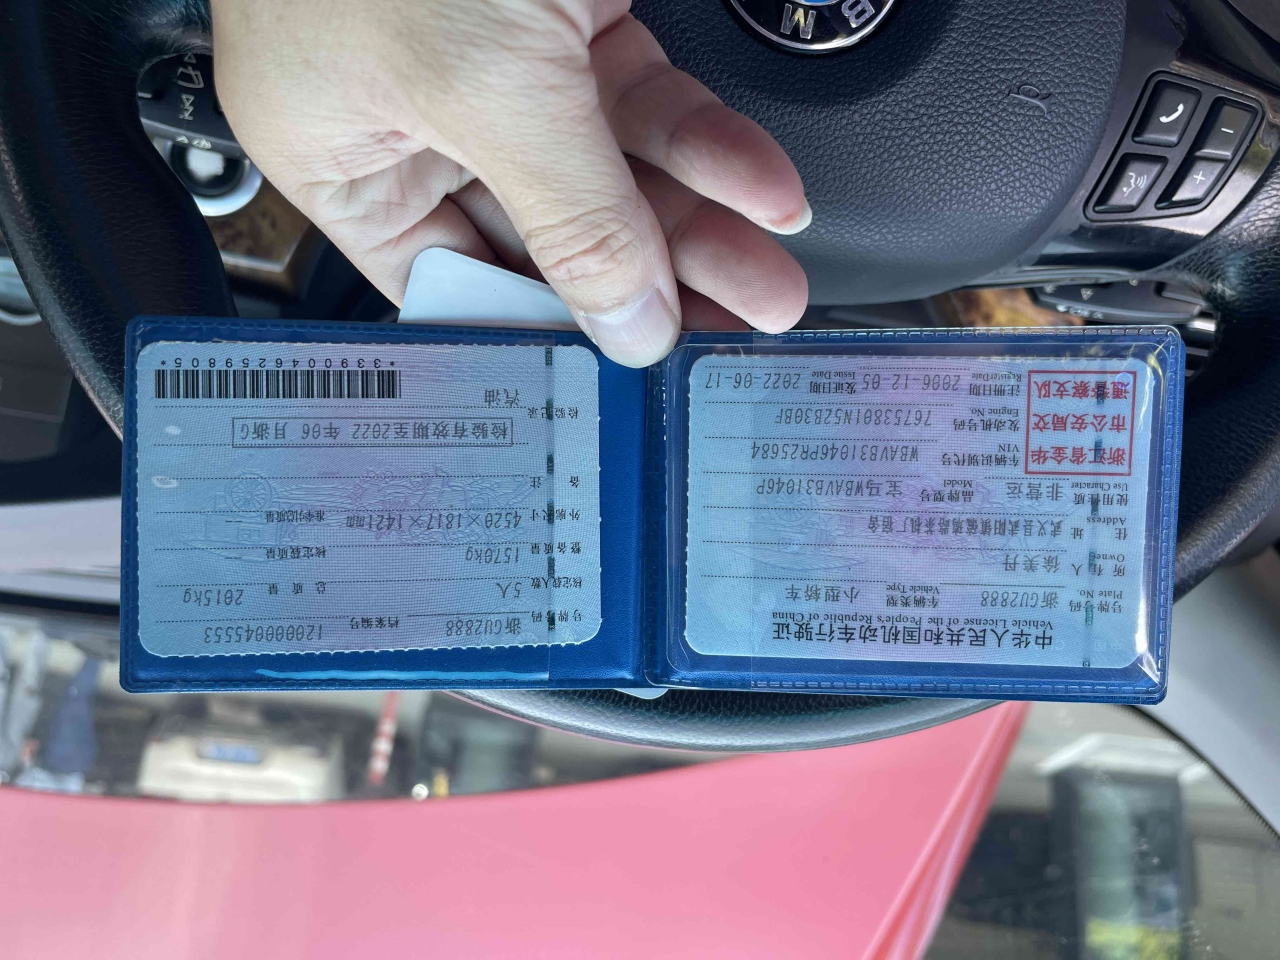 中华人民共和国机动车行驶证
Vehicle License of the People's Republic of China
号牌号码 浙GU2888 车辆类型 小型轿车
Plate No. Vehicle Type
所有人 徐美丹
Owner
住址
Address
使用性质 非营运 品牌型号 宝马WBAVB31046P
Use Character Model
浙江省金华
市公安局交
通警察支队
车辆识别代号 WBAVB31046PR25684
VIN
发动机号码 76753801N52B30BF
Engine No.
注册日期 2006-12-05 发证日期 2022-06-17
Register Date Issue Date
号牌号码 浙GU2888 档案编号 120000045553
核定载人数 5人 总质量 2015kg
整备质量 1570kg 核定载质量 --
外廓尺寸 4520×1817×1421mm 准牵引总质量 --
备注
检验有效期至2022年06月浙G
检验记录
汽油
*3390046259805*
BM